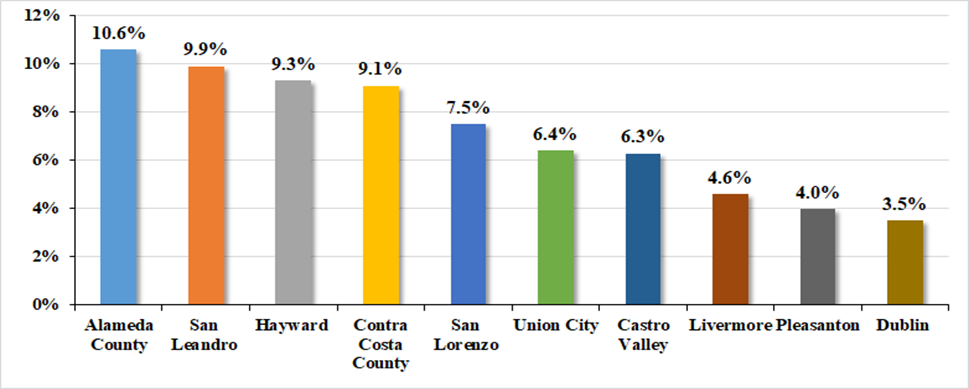 12%
10%
8%
6%
4%
2%
0%
10.6%
9.9%
9.3%
9.1%
7.5%
6.4%
6.3%
4.6%
4.0%
3.5%
Alameda
County
San
Leandro
Hayward
Contra
Costa
County
San
Lorenzo
Union City
Castro
Valley
Livermore
Pleasanton
Dublin